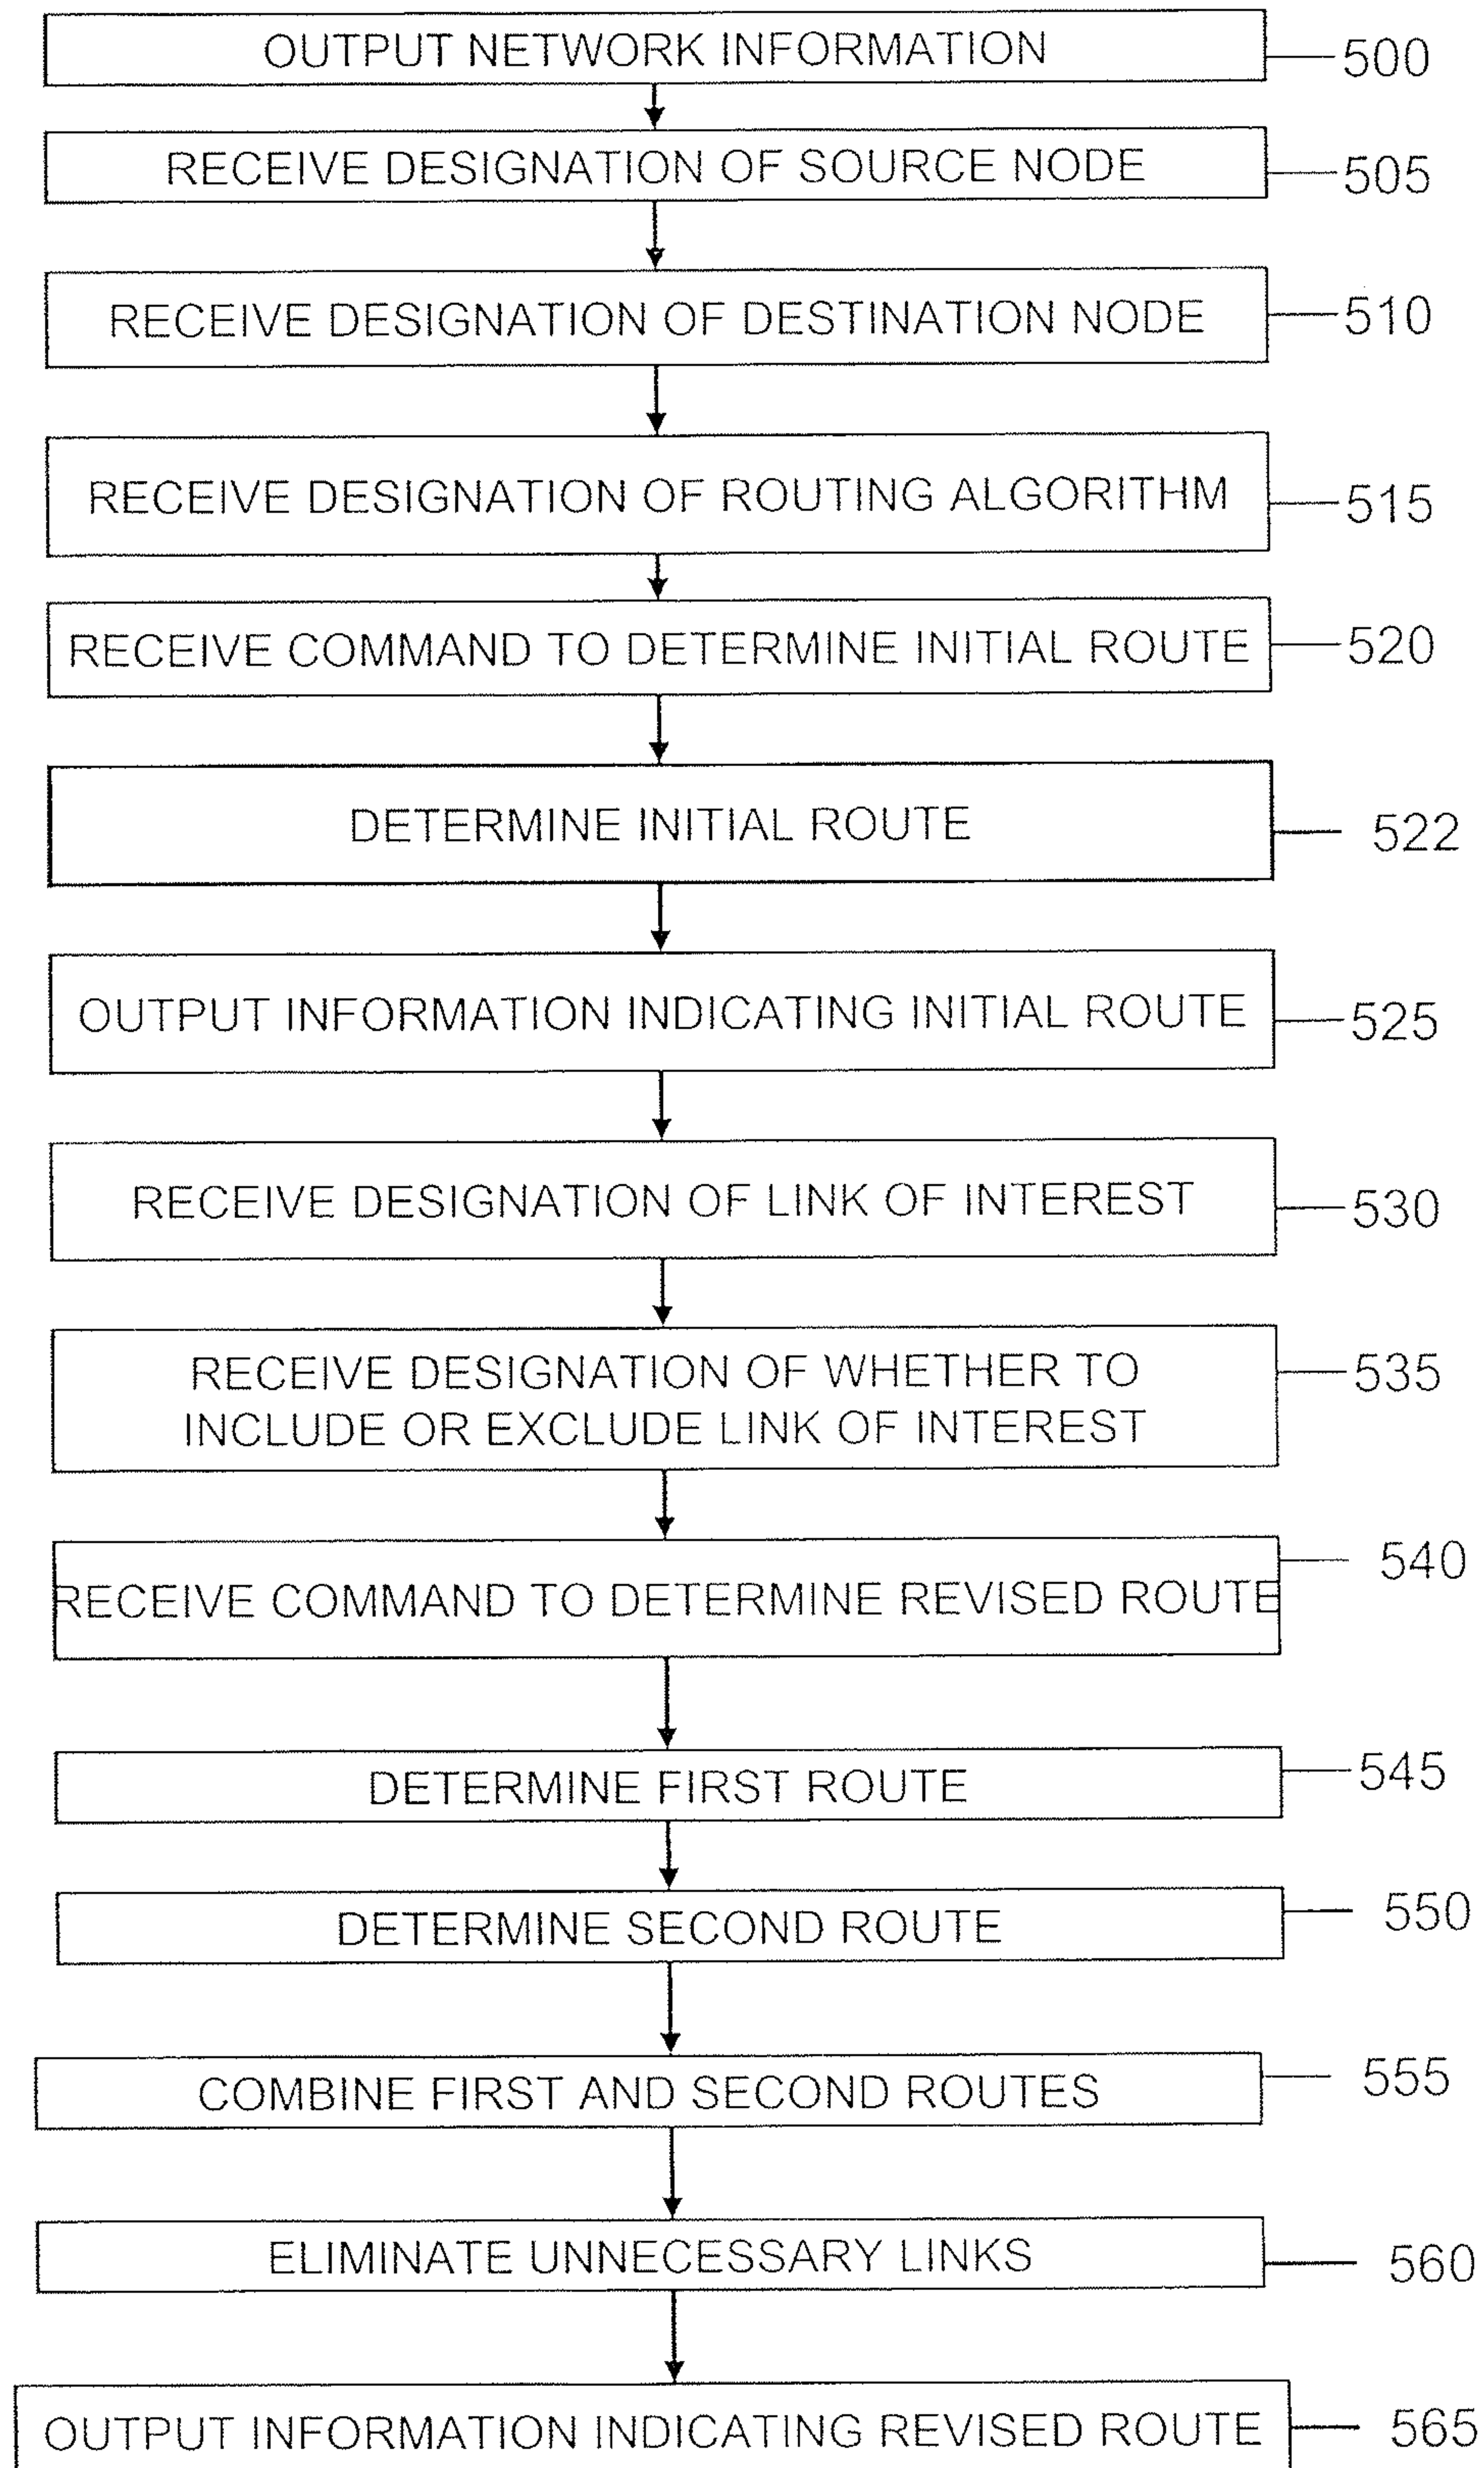 OUTPUT NETWORK INFORMATION 500
RECEIVE DESIGNATION OF SOURCE NODE 505
RECEIVE DESIGNATION OF DESTINATION NODE 510
RECEIVE DESIGNATION OF ROUTING ALGORITHM 515
RECEIVE COMMAND TO DETERMINE INITIAL ROUTE 520
DETERMINE INITIAL ROUTE 522
OUTPUT INFORMATION INDICATING INITIAL ROUTE 525
RECEIVE DESIGNATION OF LINK OF INTEREST 530
RECEIVE DESIGNATION OF WHETHER TO 535
INCLUDE OR EXCLUDE LINK OF INTEREST
RECEIVE COMMAND TO DETERMINE REVISED ROUTE 540
DETERMINE FIRST ROUTE 545
DETERMINE SECOND ROUTE 550
COMBINE FIRST AND SECOND ROUTES 555
ELIMINATE UNNECESSARY LINKS 560
OUTPUT INFORMATION INDICATING REVISED ROUTE 565